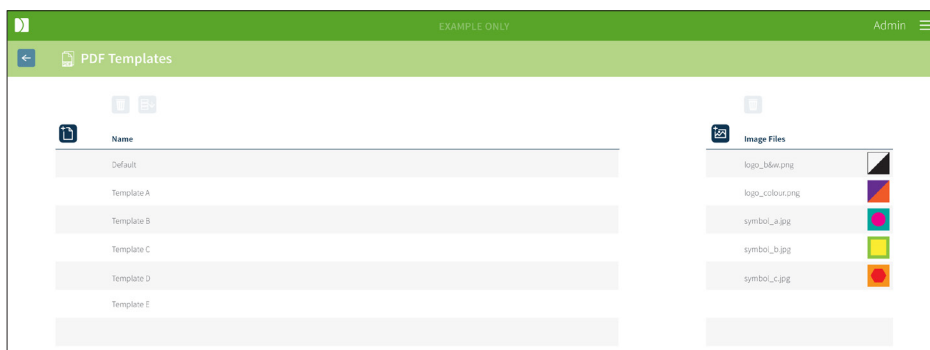 EXAMPLE ONLY
Admin
PDF Templates
Name
Default
Template A
Template B
Template C
Template D
Template E
Image Files
logo_b&w.png
logo_colour.png
symbol_a.jpg
symbol_b.jpg
symbol_c.jpg